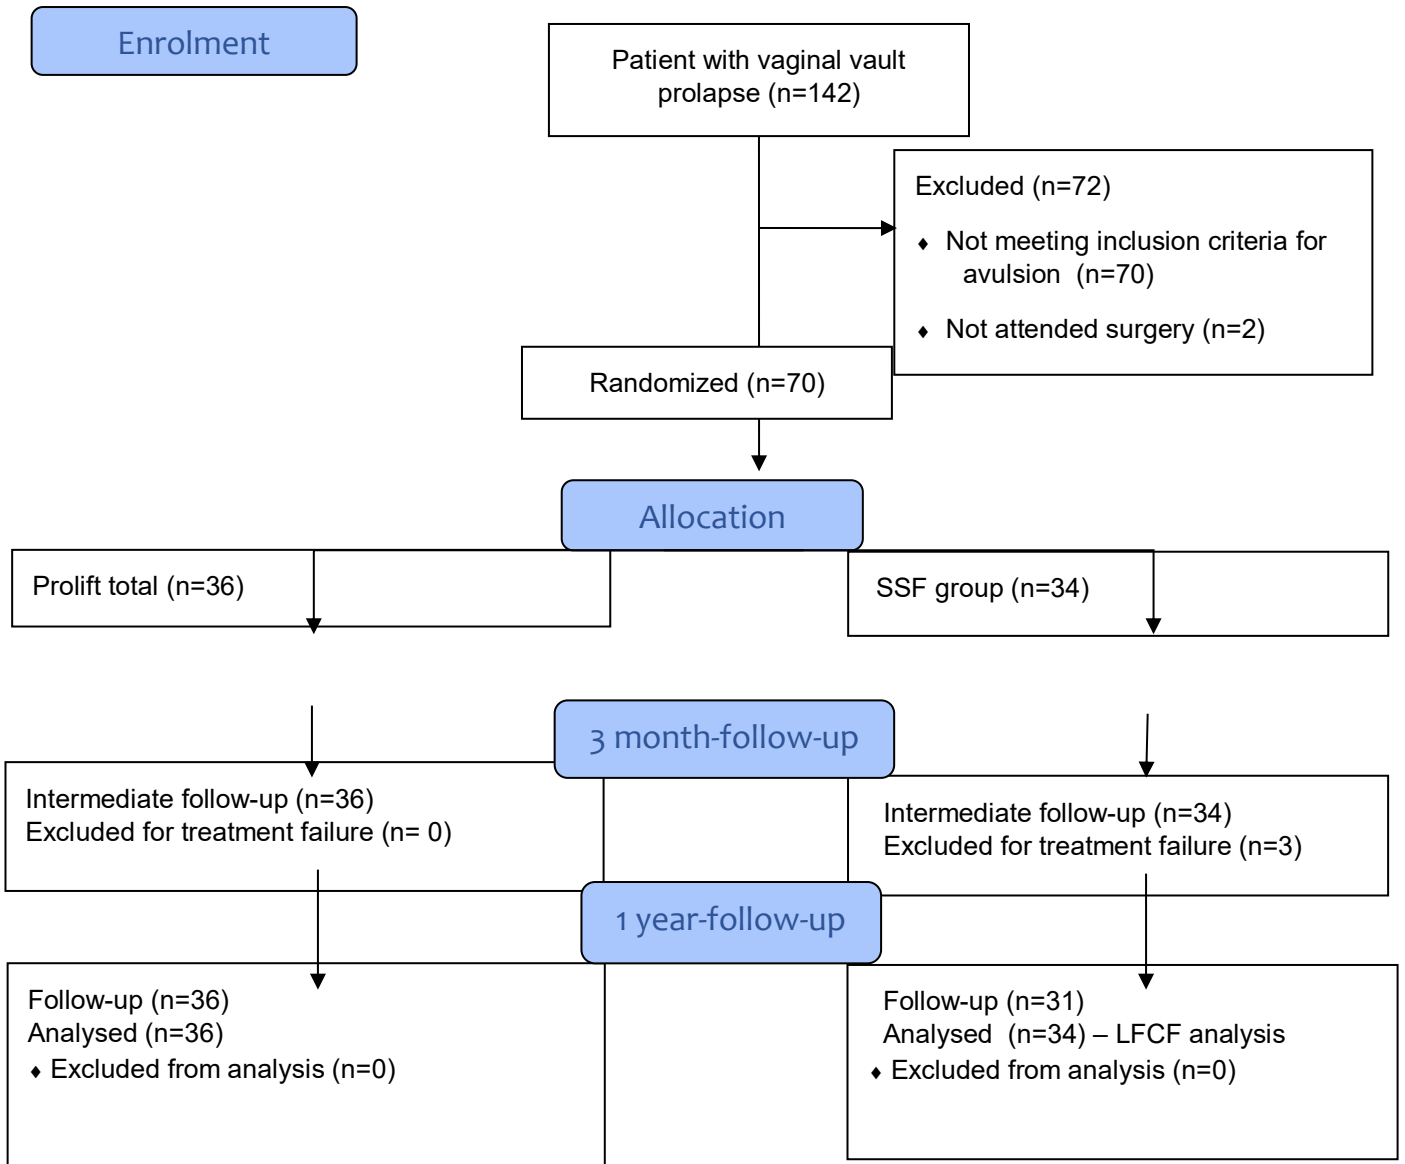 Enrolment
Patient with vaginal vault
prolapse (n=142)
Excluded (n=72)
♦ Not meeting inclusion criteria for
avulsion (n=70)
♦ Not attended surgery (n=2)
Randomized (n=70)
Allocation
Prolift total (n=36)
SSF group (n=34)
3 month-follow-up
Intermediate follow-up (n=36)
Excluded for treatment failure (n= 0)
Intermediate follow-up (n=34)
Excluded for treatment failure (n=3)
1 year-follow-up
Follow-up (n=36)
Analysed (n=36)
♦ Excluded from analysis (n=0)
Follow-up (n=31)
Analysed (n=34) – LFCF analysis
♦ Excluded from analysis (n=0)